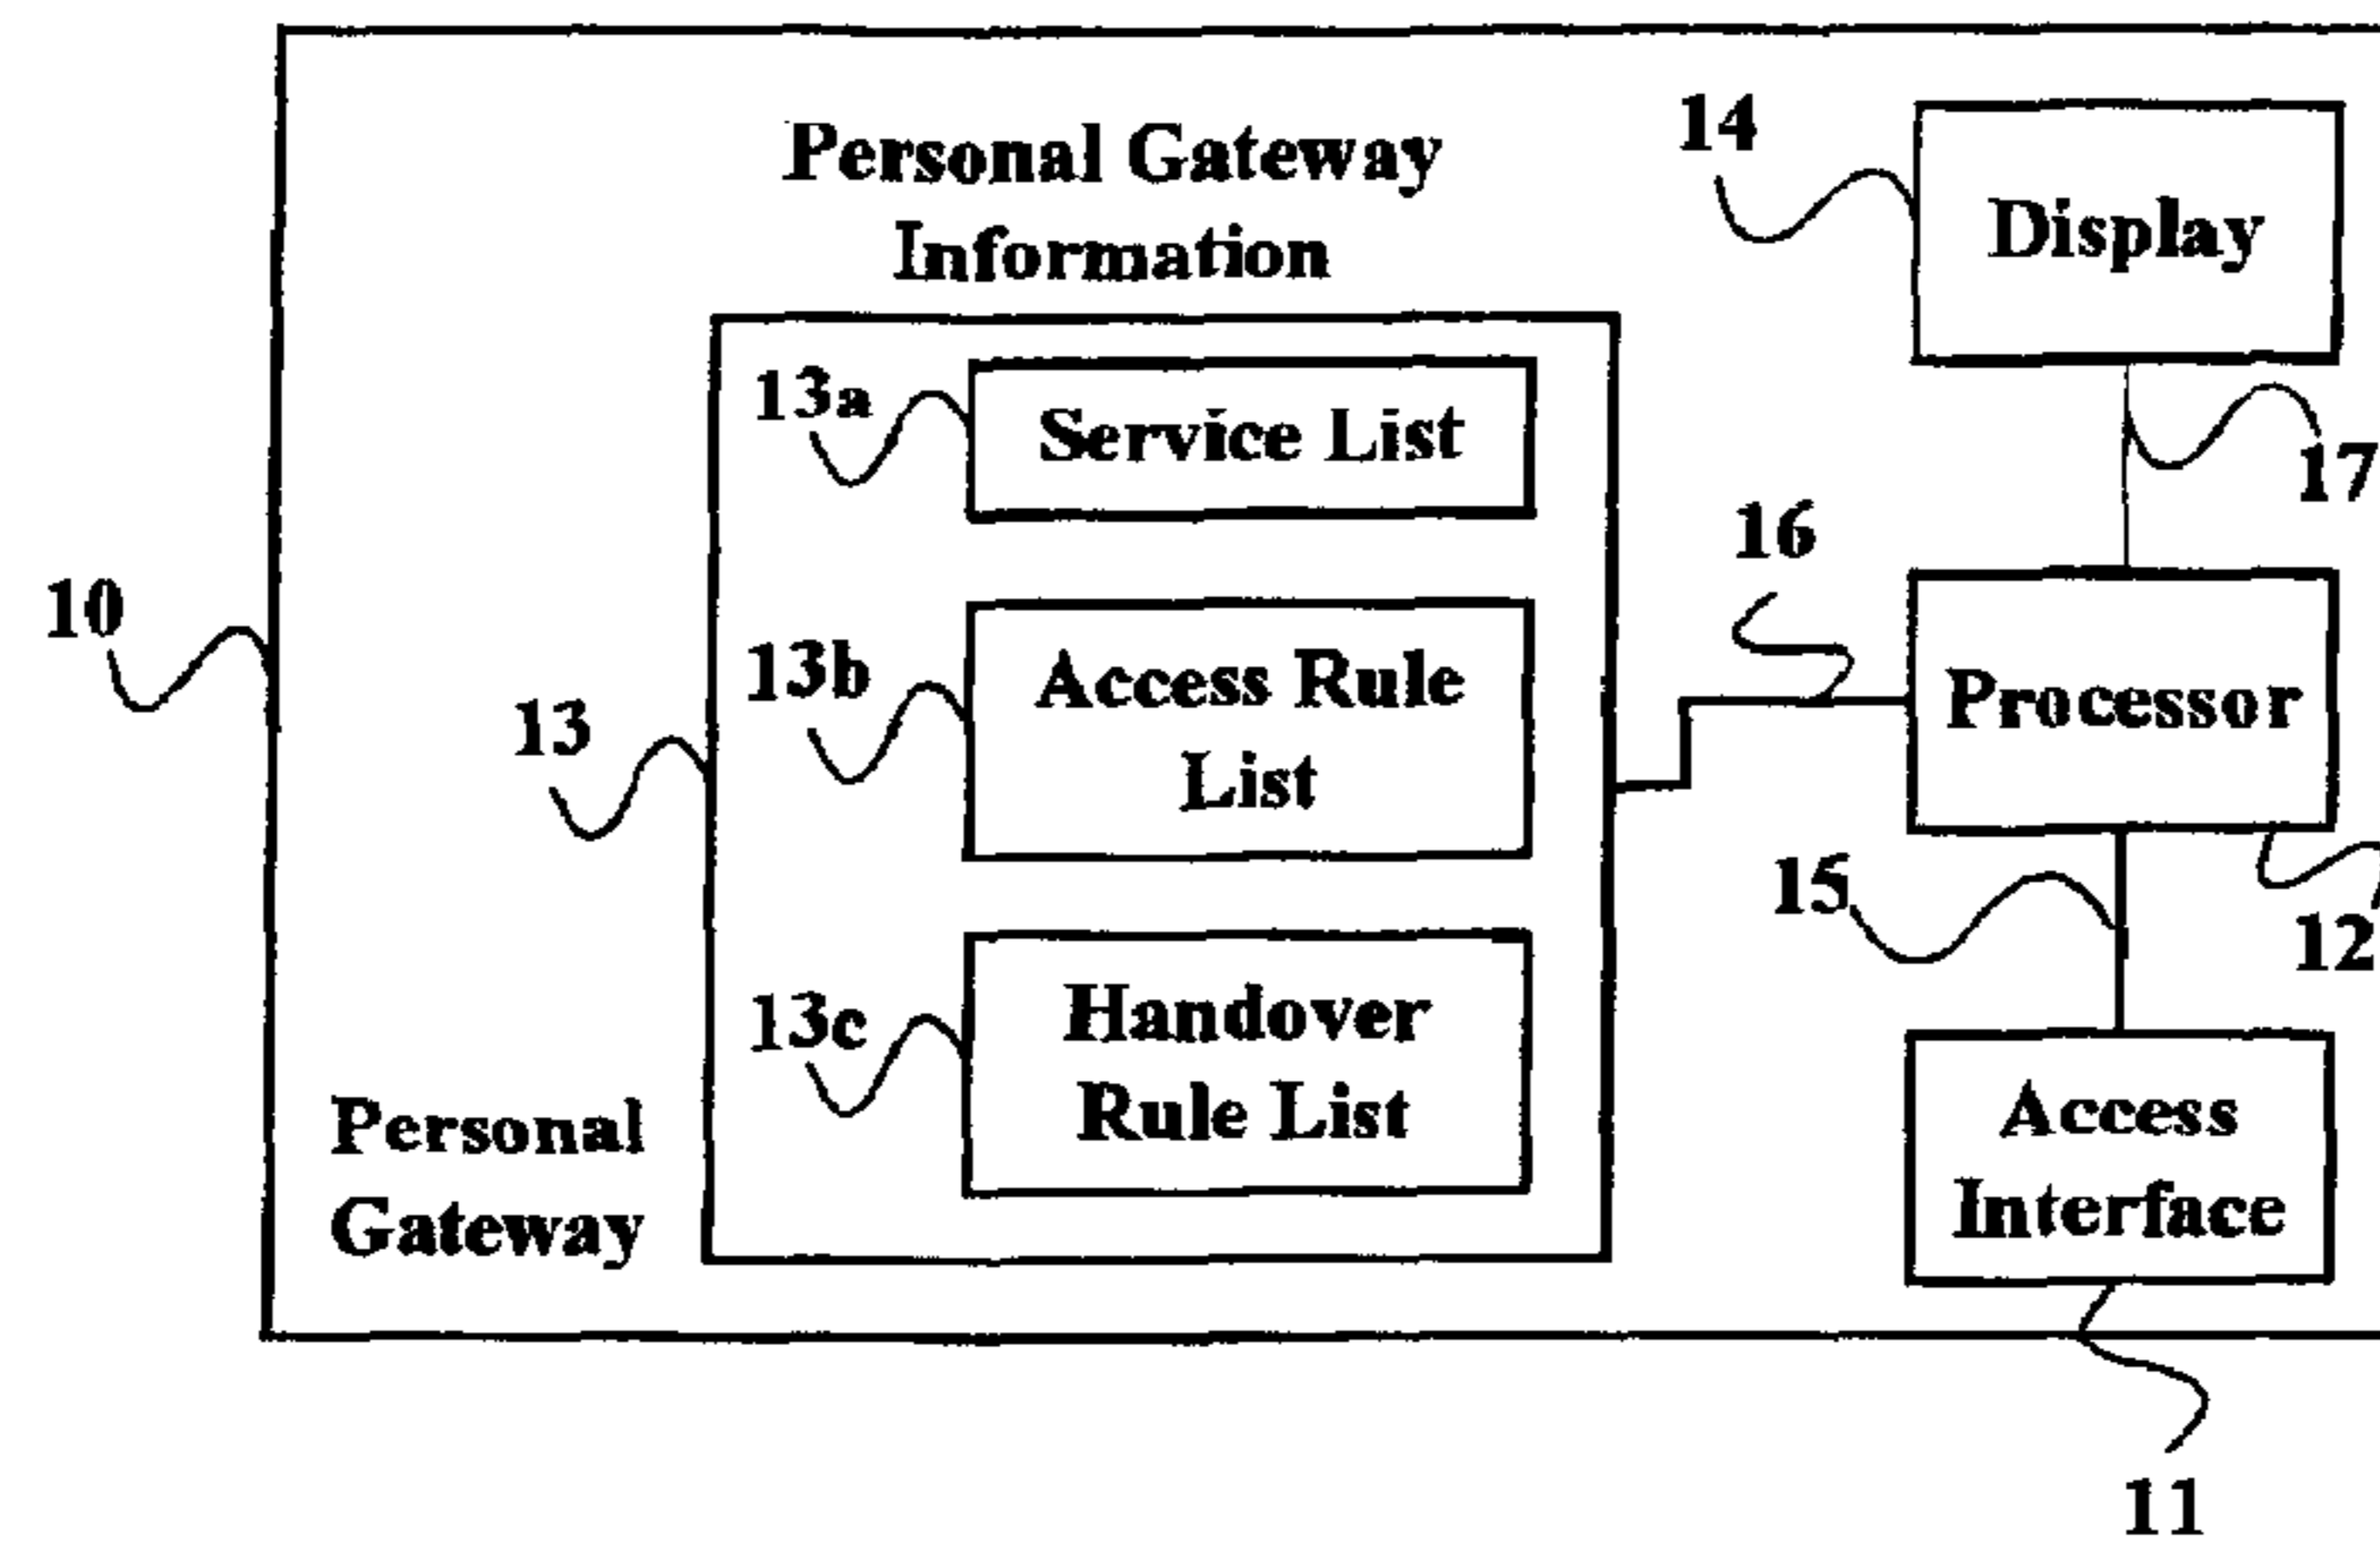 14
Personal Gateway
Information
Display
13a
Service List
17
16
10
13b
Access Rule
List
Processor
13
15
12
13c
Handover
Rule List
Personal
Gateway
Access
Interface
11